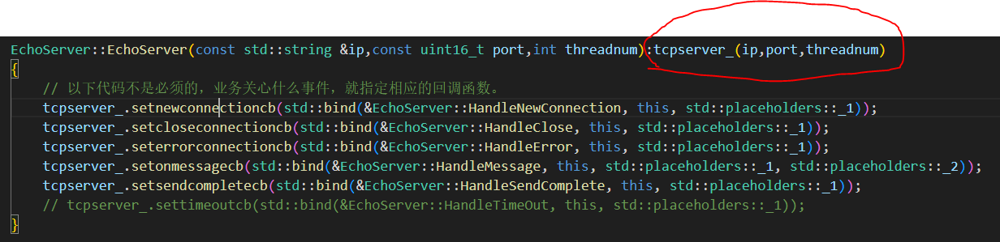 EchoServer::EchoServer(const std::string &ip,const uint16_t port,int threadnum):tcpserver_(ip,port,threadnum)
{
    // 以下代码不是必须的，业务关心什么事件，就指定相应的回调函数。
    tcpserver_.setnewconnectioncb(std::bind(&EchoServer::HandleNewConnection, this, std::placeholders::_1));
    tcpserver_.setcloseconnectioncb(std::bind(&EchoServer::HandleClose, this, std::placeholders::_1));
    tcpserver_.seterrorconnectioncb(std::bind(&EchoServer::HandleError, this, std::placeholders::_1));
    tcpserver_.setonmessagecb(std::bind(&EchoServer::HandleMessage, this, std::placeholders::_1, std::placeholders::_2));
    tcpserver_.setsendcompletecb(std::bind(&EchoServer::HandleSendComplete, this, std::placeholders::_1));
    // tcpserver_.settimeoutcb(std::bind(&EchoServer::HandleTimeOut, this, std::placeholders::_1));
}